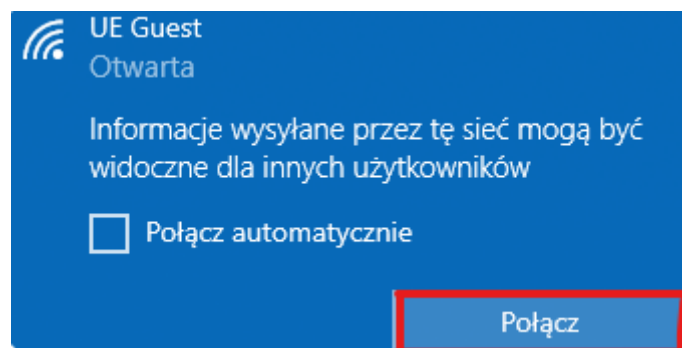 UE Guest
Otwarta
Informacje wysyłane przez tę sieć mogą być
widoczne dla innych użytkowników
Połącz automatycznie
Połącz